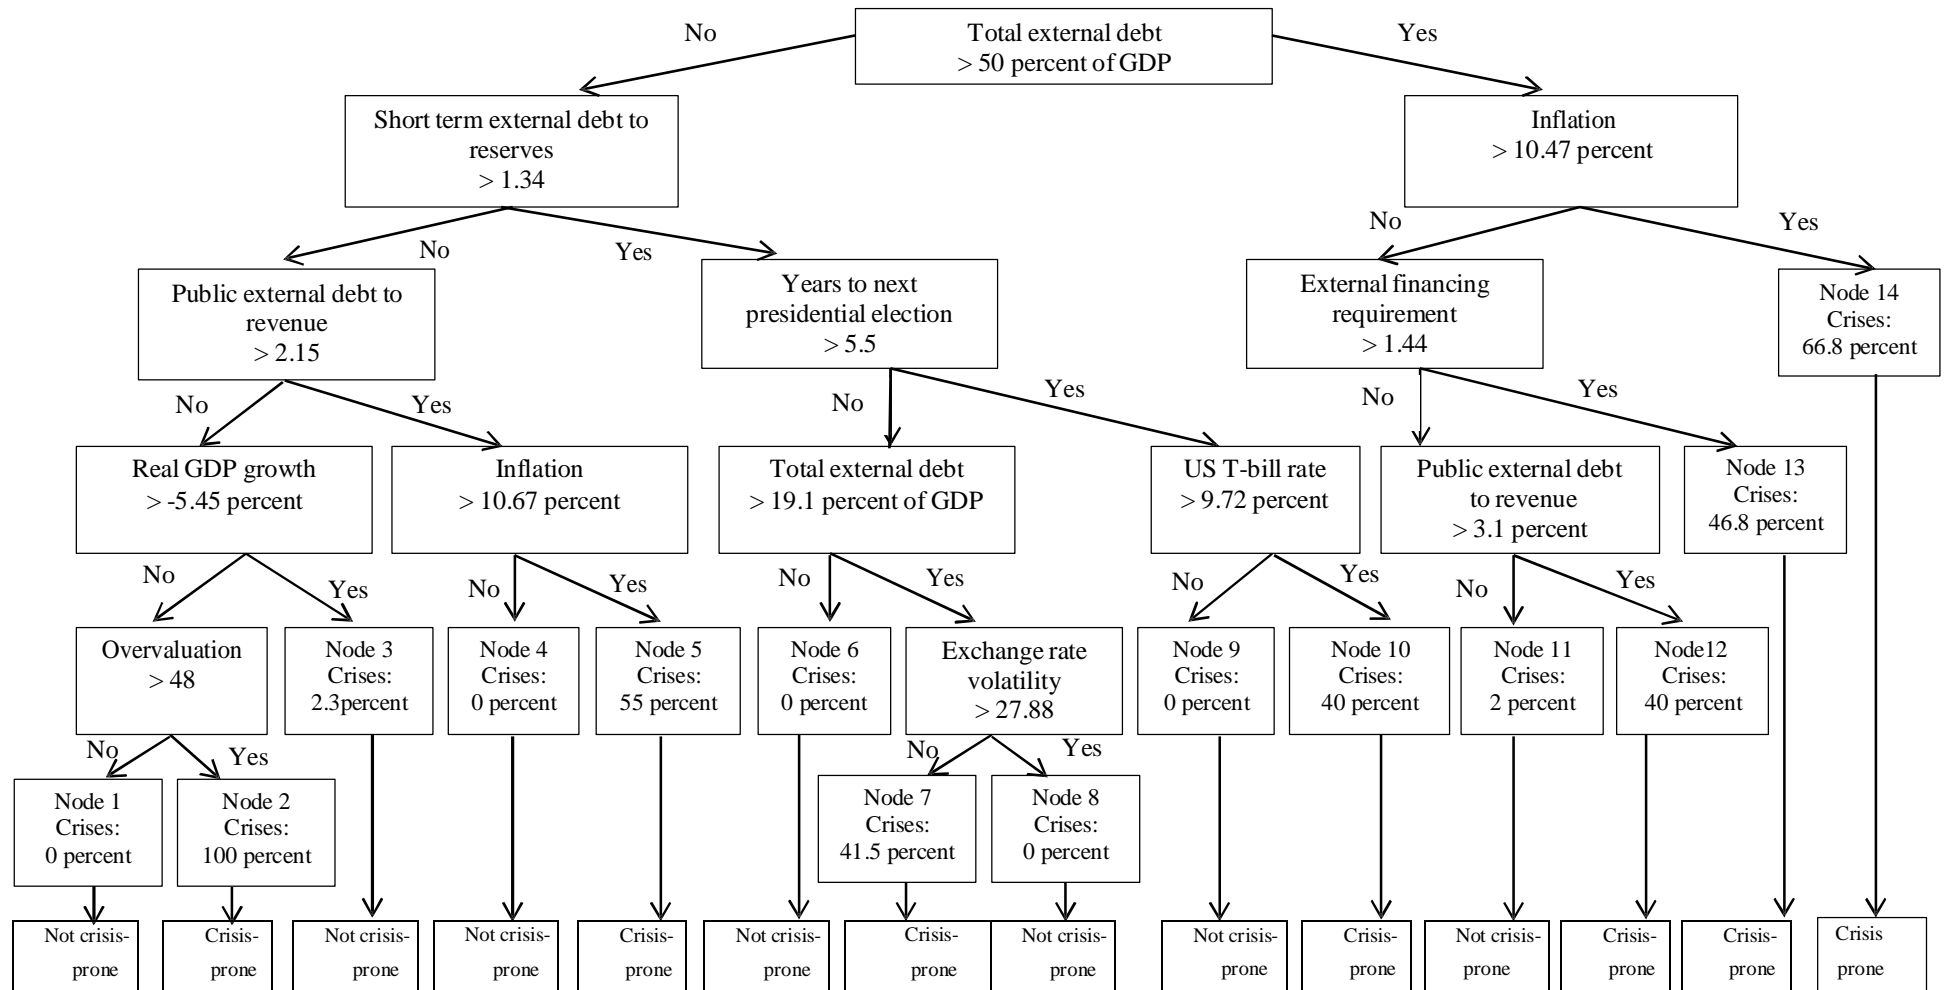 Total external debt
> 50 percent of GDP
No
Yes
Short term external debt to
reserves
> 1.34
Inflation
> 10.47 percent
No
Yes
No
Yes
Public external debt to
revenue
> 2.15
Years to next
presidential election
> 5.5
External financing
requirement
> 1.44
Node 14
Crises:
66.8 percent
No
Yes
No
Yes
No
Yes
Real GDP growth
> -5.45 percent
Inflation
> 10.67 percent
Total external debt
> 19.1 percent of GDP
US T-bill rate
> 9.72 percent
Public external debt
to revenue
> 3.1 percent
Node 13
Crises:
46.8 percent
No
Yes
No
Yes
No
Yes
No
Yes
No
Yes
Overvaluation
> 48
Node 3
Crises:
2.3percent
Node 4
Crises:
0 percent
Node 5
Crises:
55 percent
Node 6
Crises:
0 percent
Exchange rate
volatility
> 27.88
Node 9
Crises:
0 percent
Node 10
Crises:
40 percent
Node 11
Crises:
2 percent
Node12
Crises:
40 percent
No
Yes
No
Yes
Node 1
Crises:
0 percent
Node 2
Crises:
100 percent
Node 7
Crises:
41.5 percent
Node 8
Crises:
0 percent
Not crisis-
prone
Crisis-
prone
Not crisis-
prone
Not crisis-
prone
Crisis-
prone
Not crisis-
prone
Crisis-
prone
Not crisis-
prone
Not crisis-
prone
Crisis-
prone
Not crisis-
prone
Crisis-
prone
Crisis-
prone
Crisis
prone